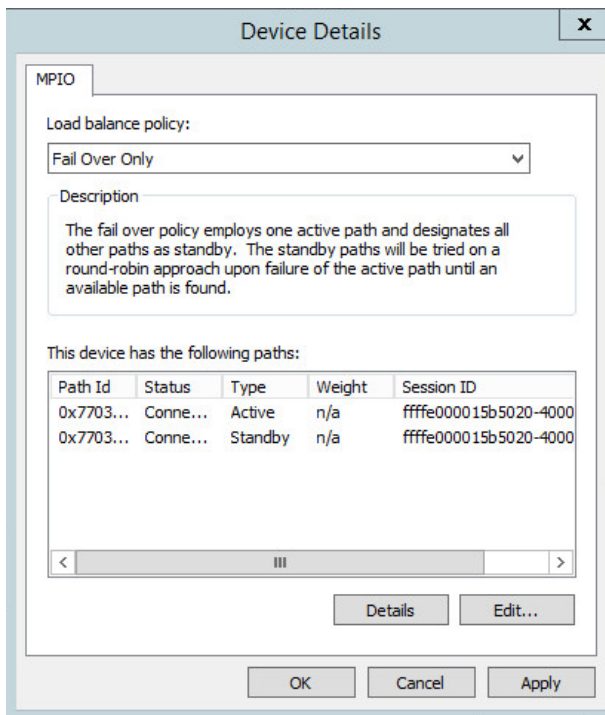 Device Details
x
MPIO
Load balance policy:
Fail Over Only
Description
The fail over policy employs one active path and designates all
other paths as standby. The standby paths will be tried on a
round-robin approach upon failure of the active path until an
available path is found.
This device has the following paths:
Path Id Status Type Weight Session ID
0x7703... Conne... Active n/a ffffe000015b5020-4000
0x7703... Conne... Standby n/a ffffe000015b5020-4000
Details Edit...
OK Cancel Apply